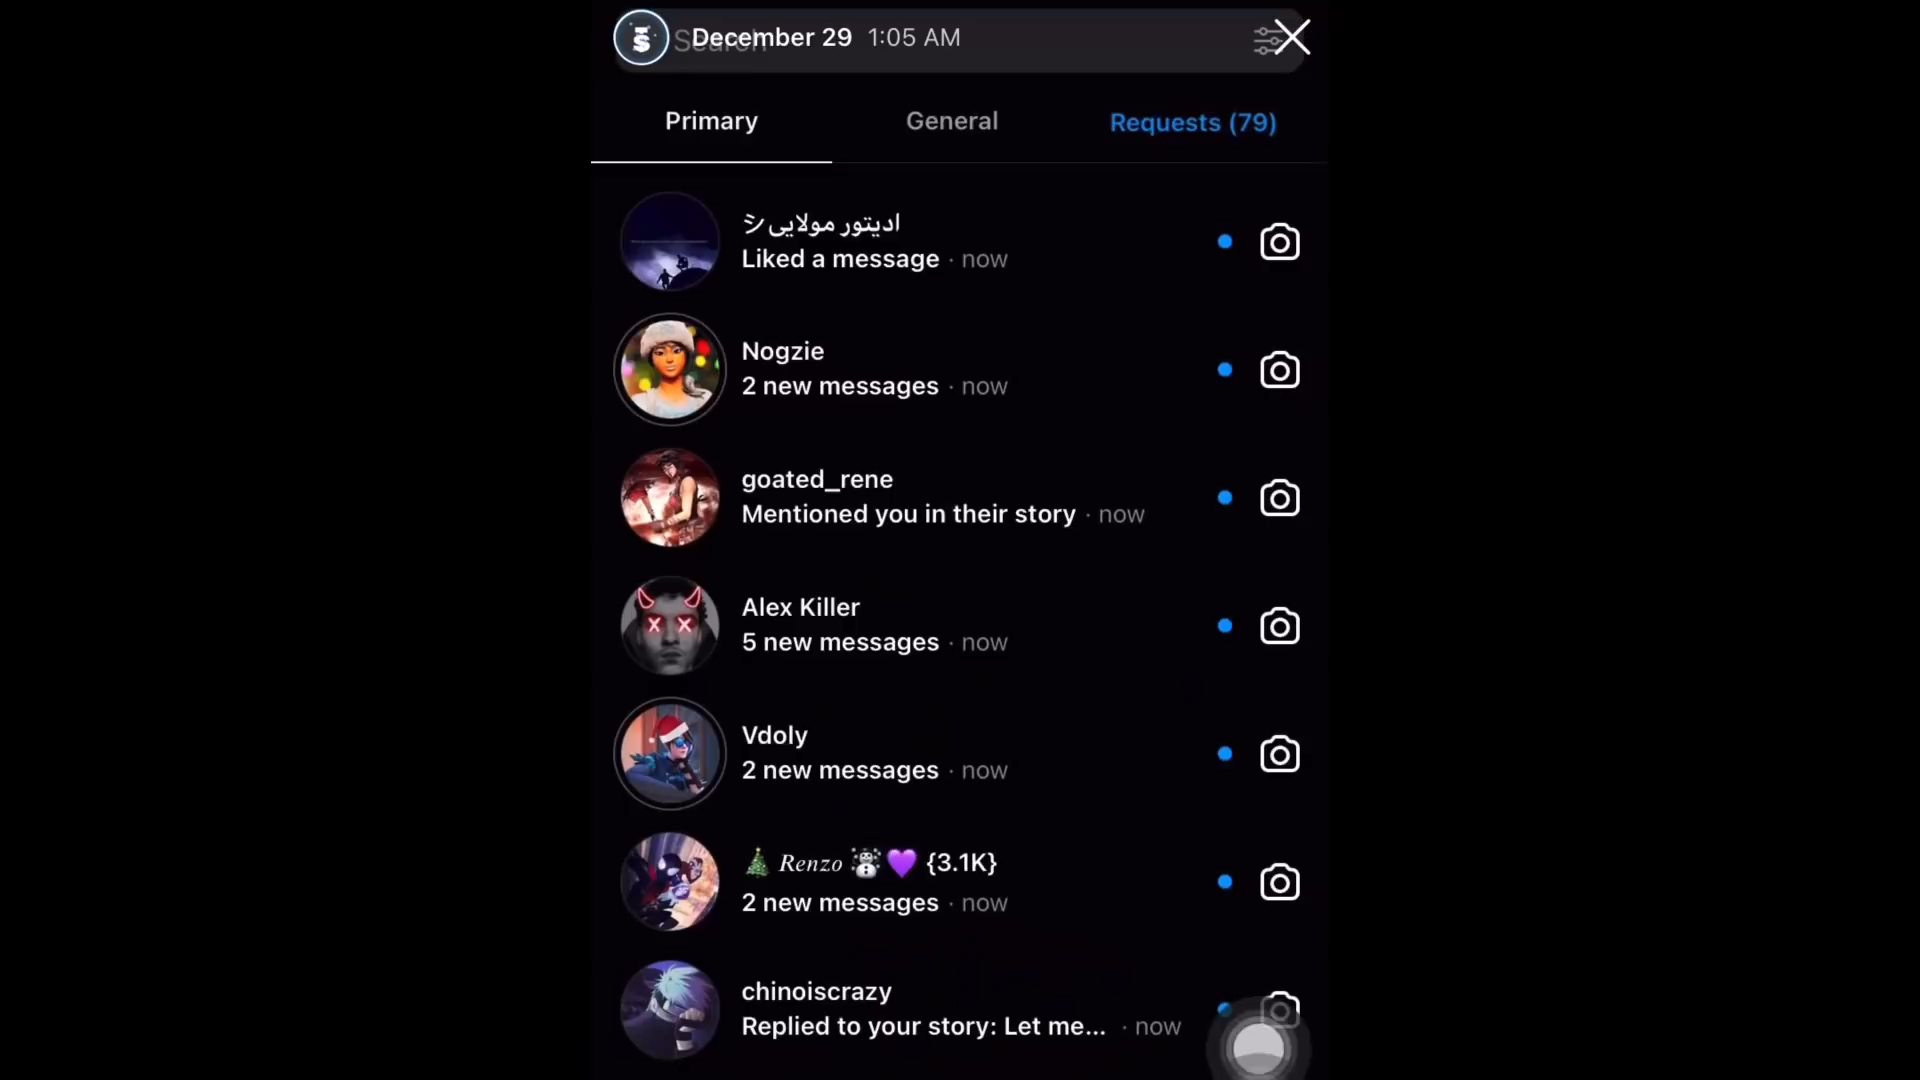 Search
December 29 1:05 AM
Primary
General
Requests (79)
ادیتور مولایی シ
Liked a message · now
Nogzie
2 new messages · now
goated_rene
Mentioned you in their story · now
Alex Killer
5 new messages · now
Vdoly
2 new messages · now
🎄 𝑅𝑒𝑛𝑧𝑜 ☃️💜 {3.1K}
2 new messages · now
chinoiscrazy
Replied to your story: Let me... · now